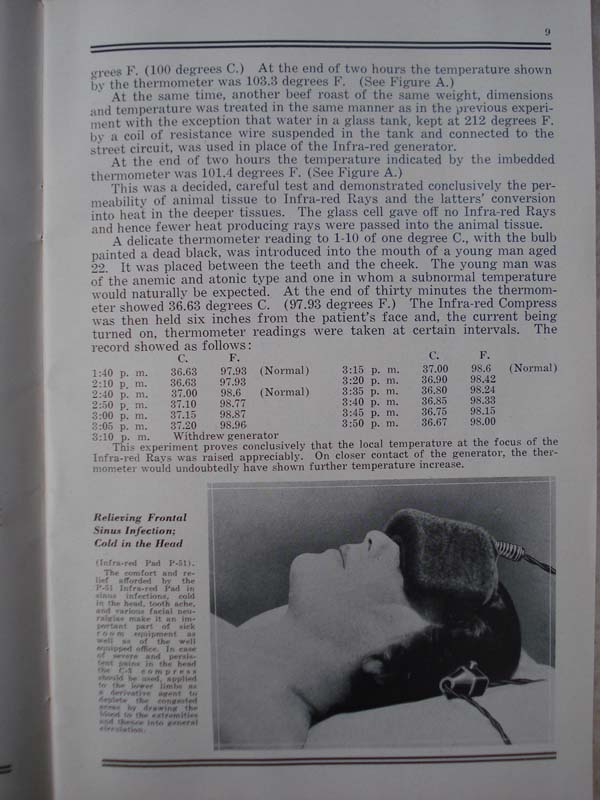 9
grees F. (100 degrees C.) At the end of two hours the temperature shown
by the thermometer was 103.3 degrees F. (See Figure A.)
At the same time, another beef roast of the same weight, dimensions
and temperature was treated in the same manner as in the previous experi-
ment with the exception that water in a glass tank, kept at 212 degrees F.
by a coil of resistance wire suspended in the tank and connected to the
street circuit, was used in place of the Infra-red generator.
At the end of two hours the temperature indicated by the imbedded
thermometer was 101.4 degrees F. (See Figure A.)
This was a decided, careful test and demonstrated conclusively the per-
meability of animal tissue to Infra-red Rays and the latters' conversion
into heat in the deeper tissues. The glass cell gave off no Infra-red Rays
and hence fewer heat producing rays were passed into the animal tissue.
A delicate thermometer reading to 1-10 of one degree C., with the bulb
painted a dead black, was introduced into the mouth of a young man aged
22. It was placed between the teeth and the cheek. The young man was
of the anemic and atonic type and one in whom a subnormal temperature
would naturally be expected. At the end of thirty minutes the thermom-
eter showed 36.63 degrees C. (97.93 degrees F.) The Infra-red Compress
was then held six inches from the patient's face and, the current being
turned on, thermometer readings were taken at certain intervals. The
record showed as follows:
C. F.
1:40 p. m. 36.63 97.93 (Normal)
2:10 p. m. 36.63 97.93
2:40 p. m. 37.00 98.6 (Normal)
2:50 p. m. 37.10 98.77
3:00 p. m. 37.15 98.87
3:05 p. m. 37.20 98.96
3:10 p. m. Withdrew generator
C. F.
3:15 p. m. 37.00 98.6 (Normal)
3:20 p. m. 36.90 98.42
3:35 p. m. 36.80 98.24
3:40 p. m. 36.85 98.33
3:45 p. m. 36.75 98.15
3:50 p. m. 36.67 98.00
This experiment proves conclusively that the local temperature at the focus of the
Infra-red Rays was raised appreciably. On closer contact of the generator, the ther-
mometer would undoubtedly have shown further temperature increase.
Relieving Frontal
Sinus Infection;
Cold in the Head
(Infra-red Pad P-51).
The comfort and re-
lief afforded by the
P-51 Infra-red Pad in
sinus infections, cold
in the head, tooth ache,
and various facial neu-
ralgias make it an im-
portant part of sick
room equipment as
well as of the well
equipped office. In case
of severe and persis-
tent pains in the head
the C-5 compress
should be used, applied
to the lower limbs as
a derivative agent to
deplete the congested
areas by drawing the
blood to the extremities
and thence into general
circulation.